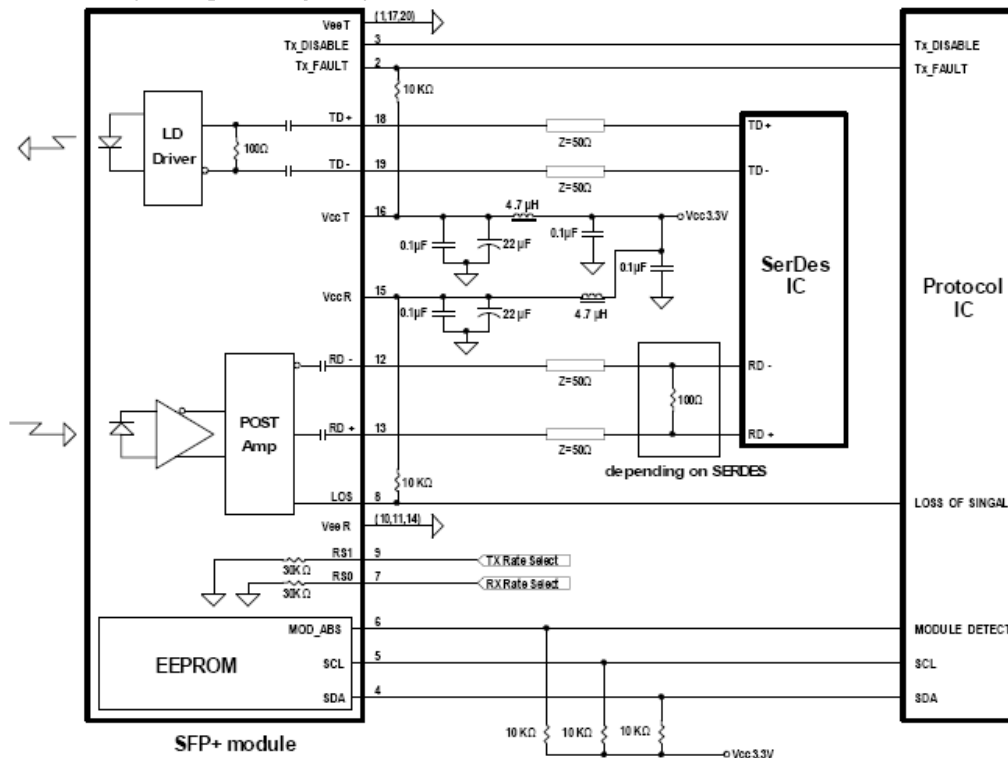 VeeT (1,17,20)
Tx_DISABLE 3 Tx_DISABLE
Tx_FAULT 2 Tx_FAULT
10 KΩ
LD
Driver
100Ω
TD+ 18 TD+
Z=50Ω
TD- 19 TD-
Z=50Ω
VccT 16 4.7 μH Vcc3.3V
0.1μF 22 μF 0.1μF 0.1μF
SerDes
IC
Protocol
IC
VccR 15
0.1μF 22 μF 4.7 μH
RD - 12 RD -
Z=50Ω
100Ω
POST
Amp
RD + 13 RD +
Z=50Ω
depending on SERDES
10 KΩ
LOS 8 LOSS OF SINGAL
VeeR (10,11,14)
RS1 9 TX Rate Select
30KΩ
RS0 7 RX Rate Select
30KΩ
MOD_ABS 6 MODULE DETECT
EEPROM
SCL 5 SCL
SDA 4 SDA
10 KΩ 10 KΩ 10 KΩ
Vcc3.3V
SFP+ module